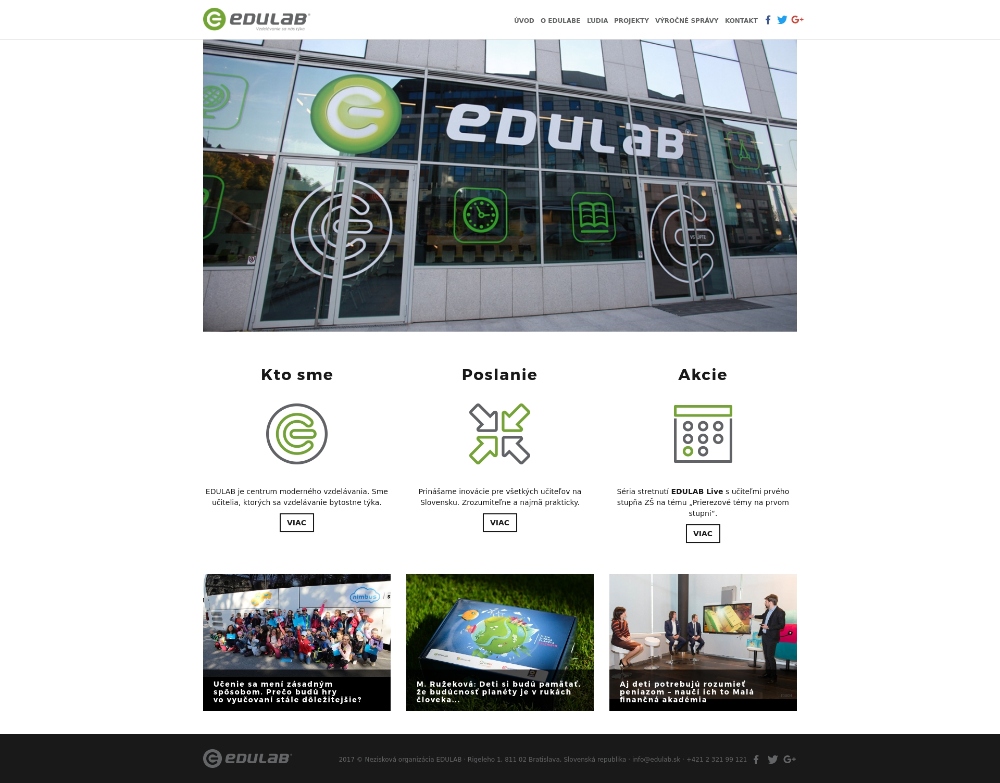 edulab®
Vzdelávanie sa nás týka
ÚVOD O EDULABE ĽUDIA PROJEKTY VÝROČNÉ SPRÁVY KONTAKT
edulab®
VSTÚPTE
Kto sme
EDULAB je centrum moderného vzdelávania. Sme
učitelia, ktorých sa vzdelávanie bytostne týka.
VIAC
Poslanie
Prinášame inovácie pre všetkých učiteľov na
Slovensku. Zrozumiteľne a najmä prakticky.
VIAC
Akcie
Séria stretnutí EDULAB Live s učiteľmi prvého
stupňa ZŠ na tému „Prierezové témy na prvom
stupni“.
VIAC
nimbus
Učenie sa mení zásadným
spôsobom. Prečo budú hry
vo vyučovaní stále dôležitejšie?
MISIA
MODRÁ
PLANÉTA
M. Ružeková: Deti si budú pamätať,
že budúcnosť planéty je v rukách
človeka...
TOUCH
Aj deti potrebujú rozumieť
peniazom – naučí ich to Malá
finančná akadémia
edulab®
2017 © Nezisková organizácia EDULAB · Rigeleho 1, 811 02 Bratislava, Slovenská republika · info@edulab.sk · +421 2 321 99 121